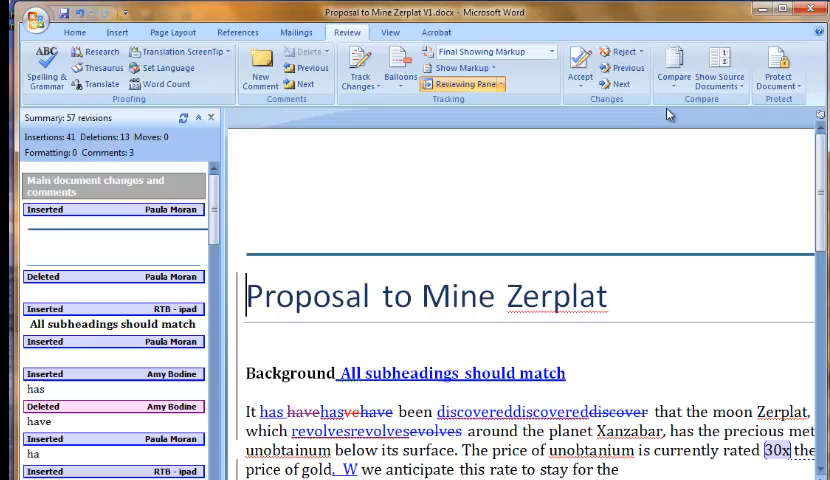 Proposal to Mine Zerplat V1.docx - Microsoft Word
Home Insert Page Layout References Mailings Review View Acrobat
ABC Research Translation ScreenTip
Thesaurus Set Language
Spelling & Grammar Translate ABC 123 Word Count
Proofing
New Comment Delete
Previous
Next
Comments
Track Changes Balloons Final Showing Markup
Show Markup
Reviewing Pane
Tracking
Accept Reject
Previous
Next
Changes
Compare Show Source Documents
Compare
Protect Document
Protect
Summary: 57 revisions
Insertions: 41 Deletions: 13 Moves: 0
Formatting: 0 Comments: 3
Main document changes and
comments
Inserted Paula Moran
Deleted Paula Moran
Inserted RTB - ipad
All subheadings should match
Inserted Paula Moran
Inserted Amy Bodine
has
Deleted Amy Bodine
have
Inserted Paula Moran
ha
Inserted RTB - ipad
Inserted Paula Moran
Proposal to Mine Zerplat
Background All subheadings should match
It has havehasvehave been discovereddiscovereddiscover that the moon Zerplat,
which revolvesrevolvesevolves around the planet Xanzabar, has the precious met
unobtainum below its surface. The price of unobtanium is currently rated 30x the
price of gold. W we anticipate this rate to stay for the